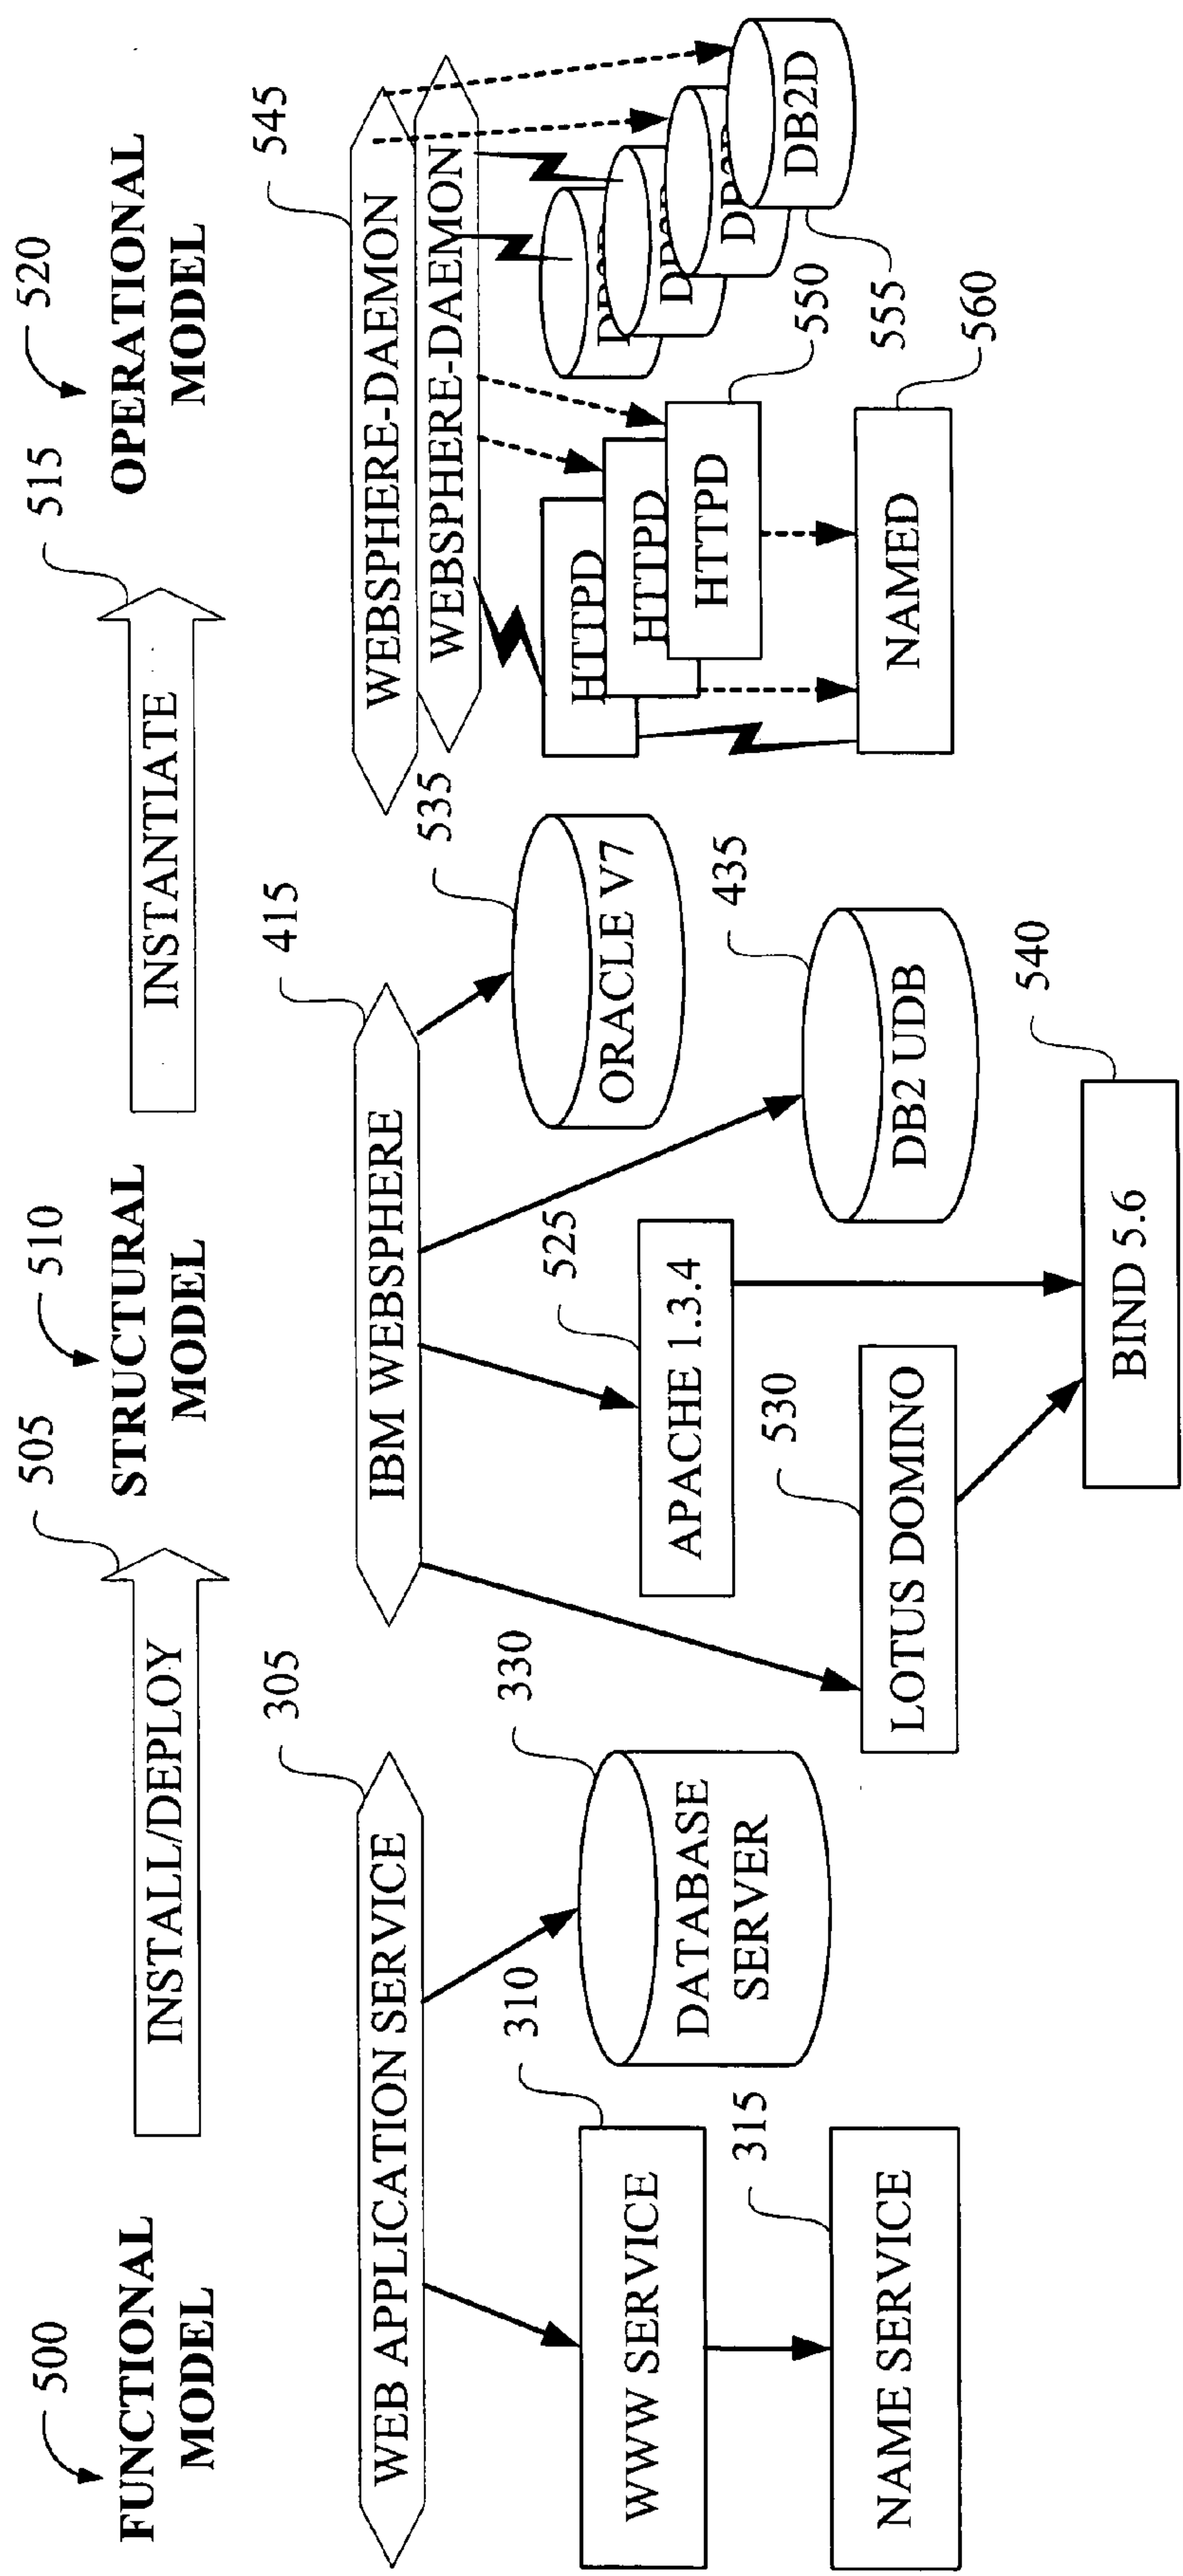 500
FUNCTIONAL
MODEL
INSTALL/DEPLOY
505
510
STRUCTURAL
MODEL
INSTANTIATE
515
520
OPERATIONAL
MODEL
WEB APPLICATION SERVICE
305
WWW SERVICE
310
NAME SERVICE
315
DATABASE
SERVER
330
IBM WEBSPHERE
415
APACHE 1.3.4
525
LOTUS DOMINO
530
ORACLE V7
535
DB2 UDB
435
BIND 5.6
540
WEBSPHERE-DAEMON
WEBSPHERE-DAEMON
545
HTTPD
HTTPD
HTTPD
550
DB2D
555
NAMED
560